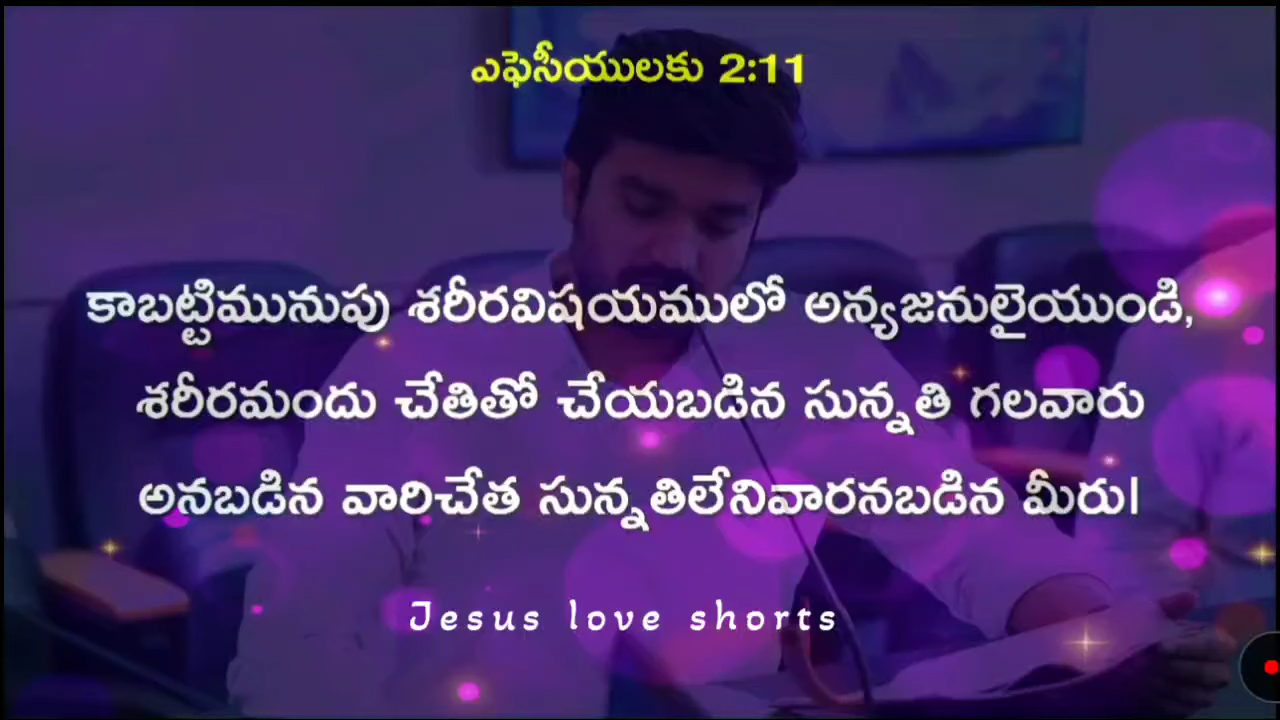 ఎఫెసీయులకు 2:11
కాబట్టిమునుపు శరీరవిషయములో అన్యజనులైయుండి,
శరీరమందు చేతితో చేయబడిన సున్నతి గలవారు
అనబడిన వారిచేత సున్నతిలేనివారనబడిన మీరు।
Jesus love shorts